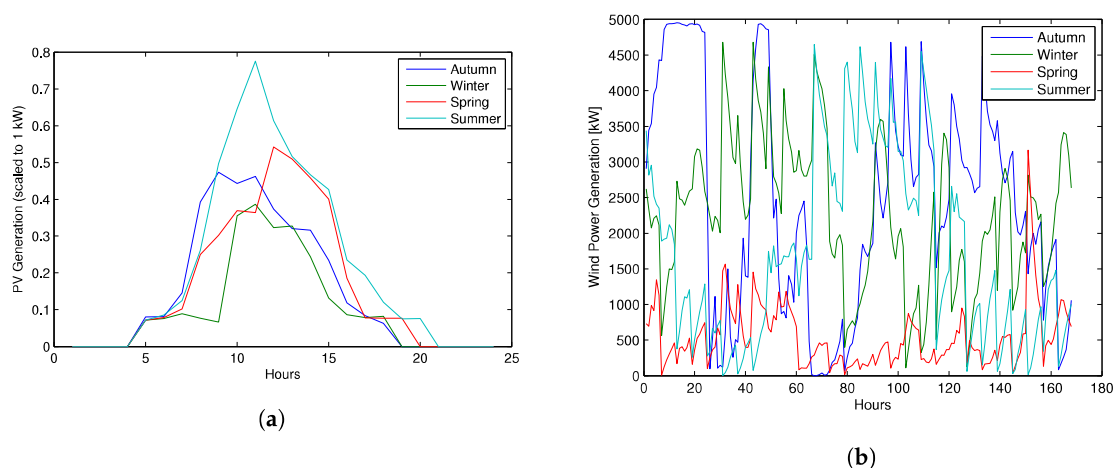 0.8
0.7
0.6
0.5
0.4
0.3
0.2
0.1
0
PV Generation (scaled to 1 kW)
0 5 10 15 20 25
Hours
Autumn
Winter
Spring
Summer
(a)
5000
4500
4000
3500
3000
2500
2000
1500
1000
500
0
Wind Power Generation [kW]
0 20 40 60 80 100 120 140 160 180
Hours
Autumn
Winter
Spring
Summer
(b)